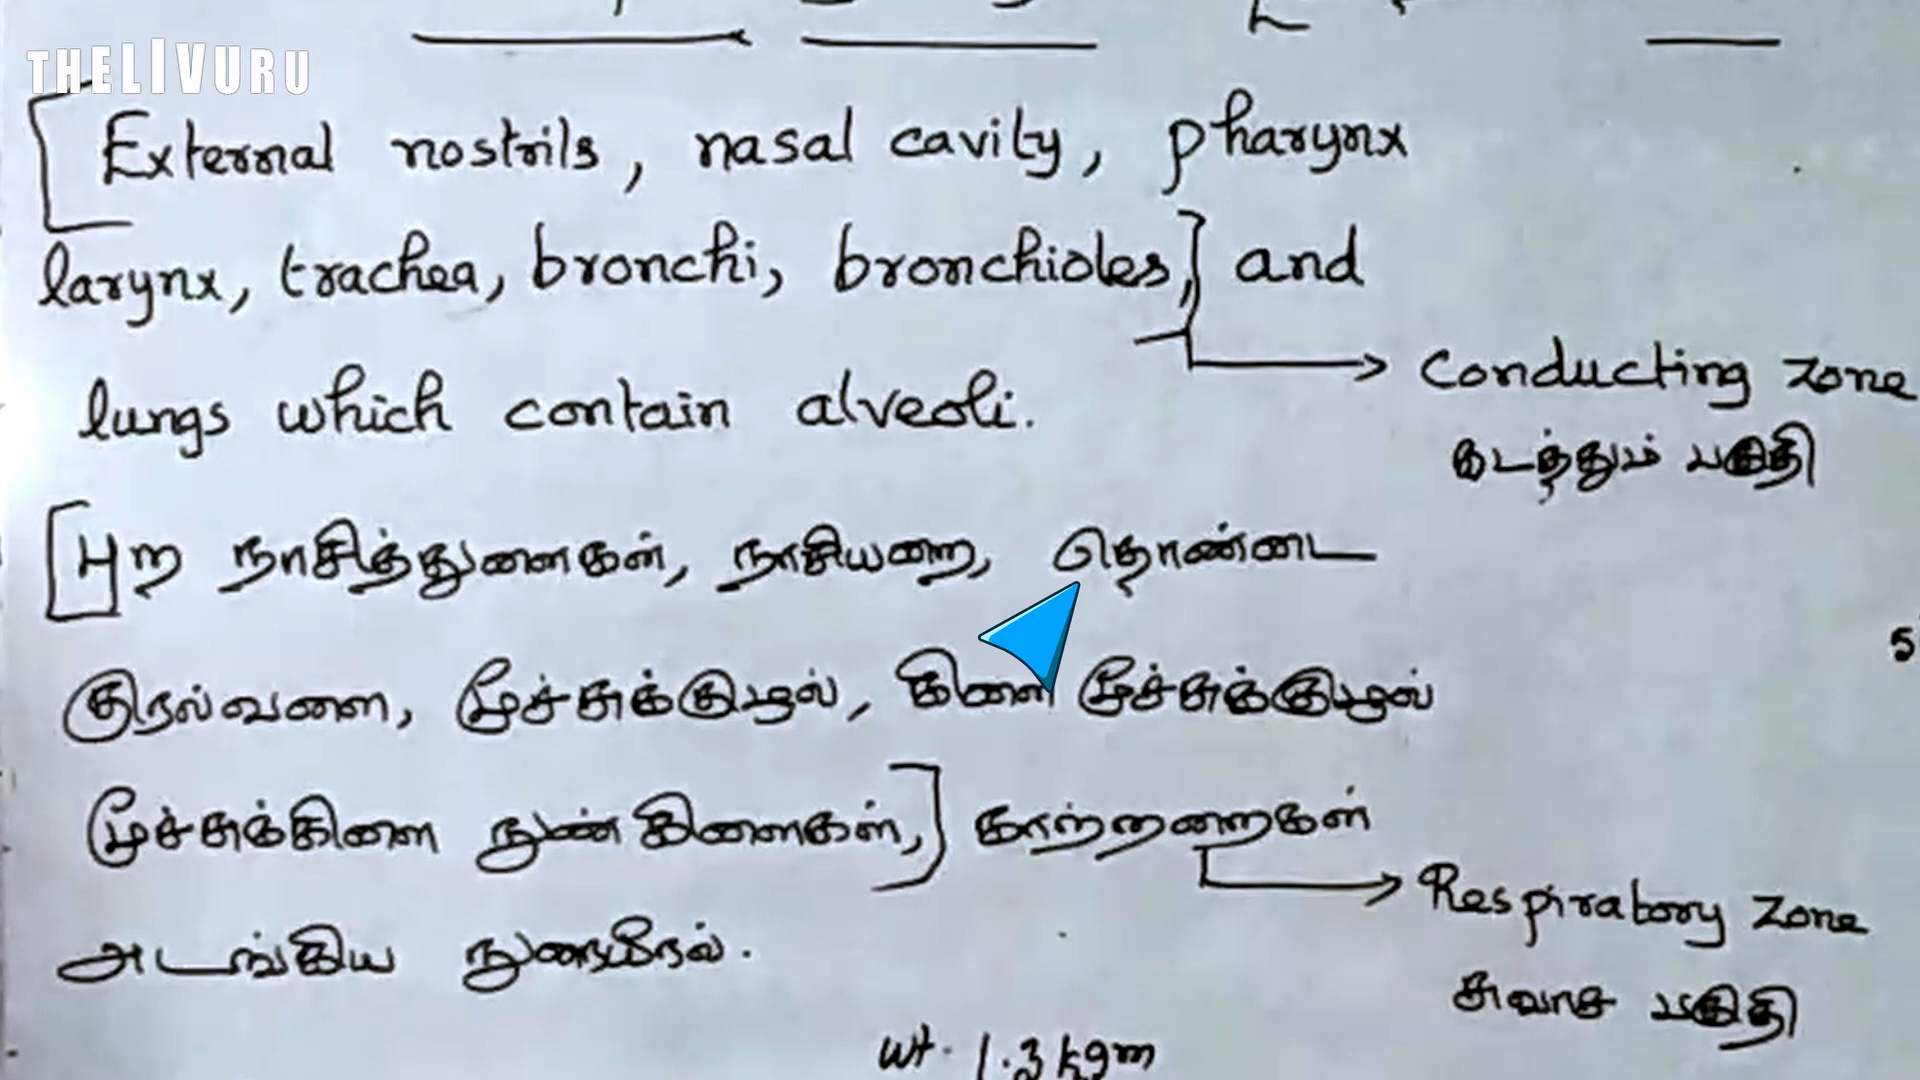 THELIVURU
[External nostrils, nasal cavity, pharynx
larynx, trachea, bronchi, bronchioles,] and
→ Conducting zone
lungs which contain alveoli.
கடத்தும் பகுதி
[புற நாசித்துளைகள், நாசியறை, தொண்டை
குரல்வளை, மூச்சுக்குழல், கிளை மூச்சுக்குழல்
மூச்சுக்கிளை நுண்கிளைகள்,] காற்றறைகள்
→ Respiratory zone
அடங்கிய நுரையீரல்.
சுவாச பகுதி
wt. 1.3 kgm